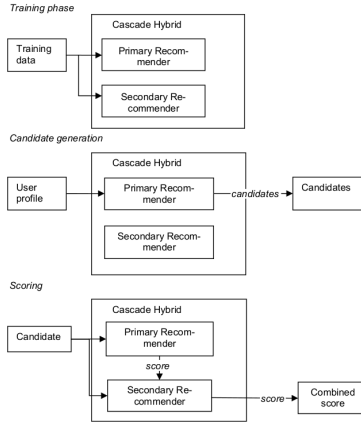 Training phase
Cascade Hybrid
Training
data
Primary Recom-
mender
Secondary Re-
commender
Candidate generation
Cascade Hybrid
User
profile
Primary Recom-
mender
candidates
Candidates
Secondary Recom-
mender
Scoring
Cascade Hybrid
Candidate
Primary Recom-
mender
score
Secondary Re-
commender
score
Combined
score